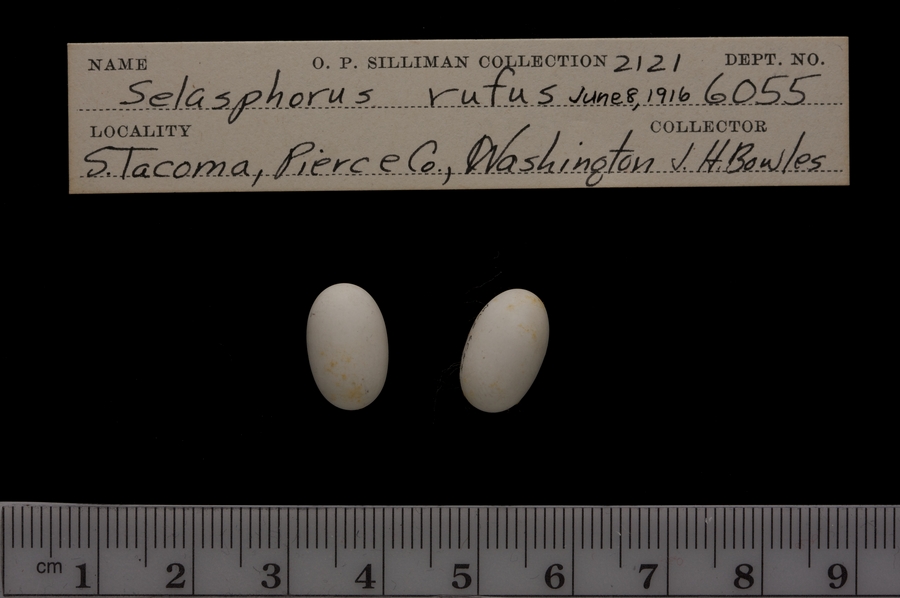 NAME O. P. SILLIMAN COLLECTION 2121 DEPT. NO.
Selasphorus rufus June 8, 1916 6055
LOCALITY COLLECTOR
S. Tacoma, Pierce Co., Washington J. H. Bowles
cm 1 2 3 4 5 6 7 8 9